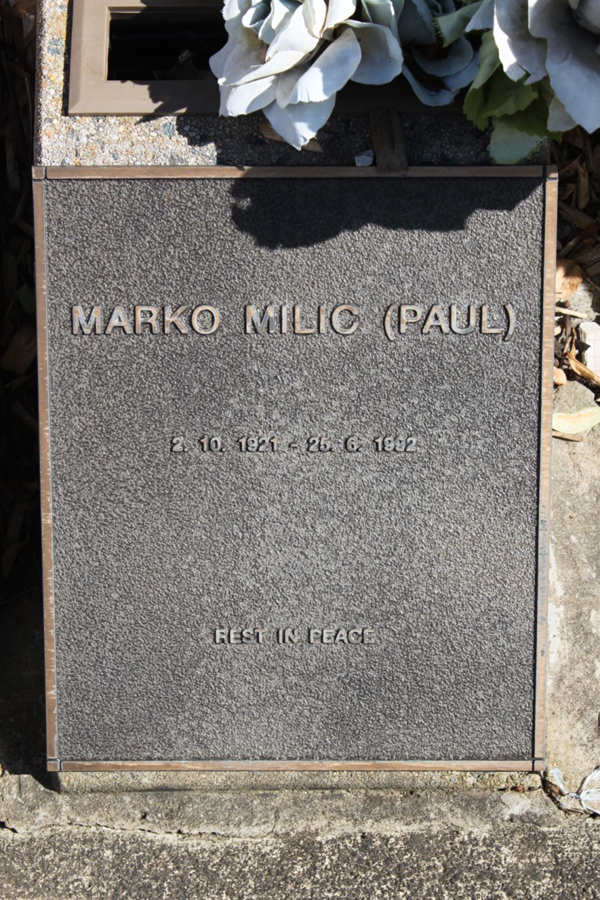 MARKO MILIC (PAUL)
2. 10. 1921 - 25. 6. 1992
REST IN PEACE